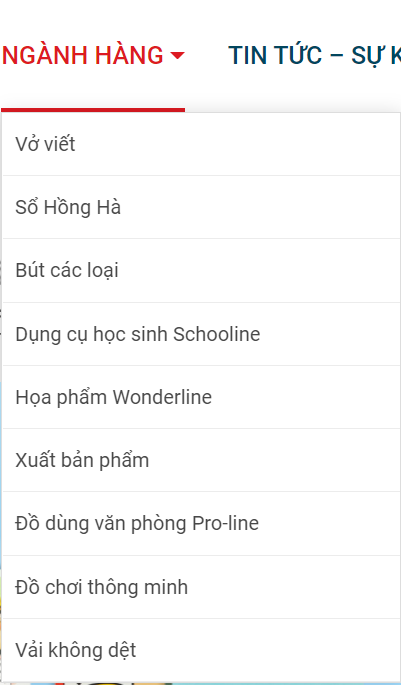 NGÀNH HÀNG
TIN TỨC – SỰ
Vở viết
Sổ Hồng Hà
Bút các loại
Dụng cụ học sinh Schooline
Họa phẩm Wonderline
Xuất bản phẩm
Đồ dùng văn phòng Pro-line
Đồ chơi thông minh
Vải không dệt